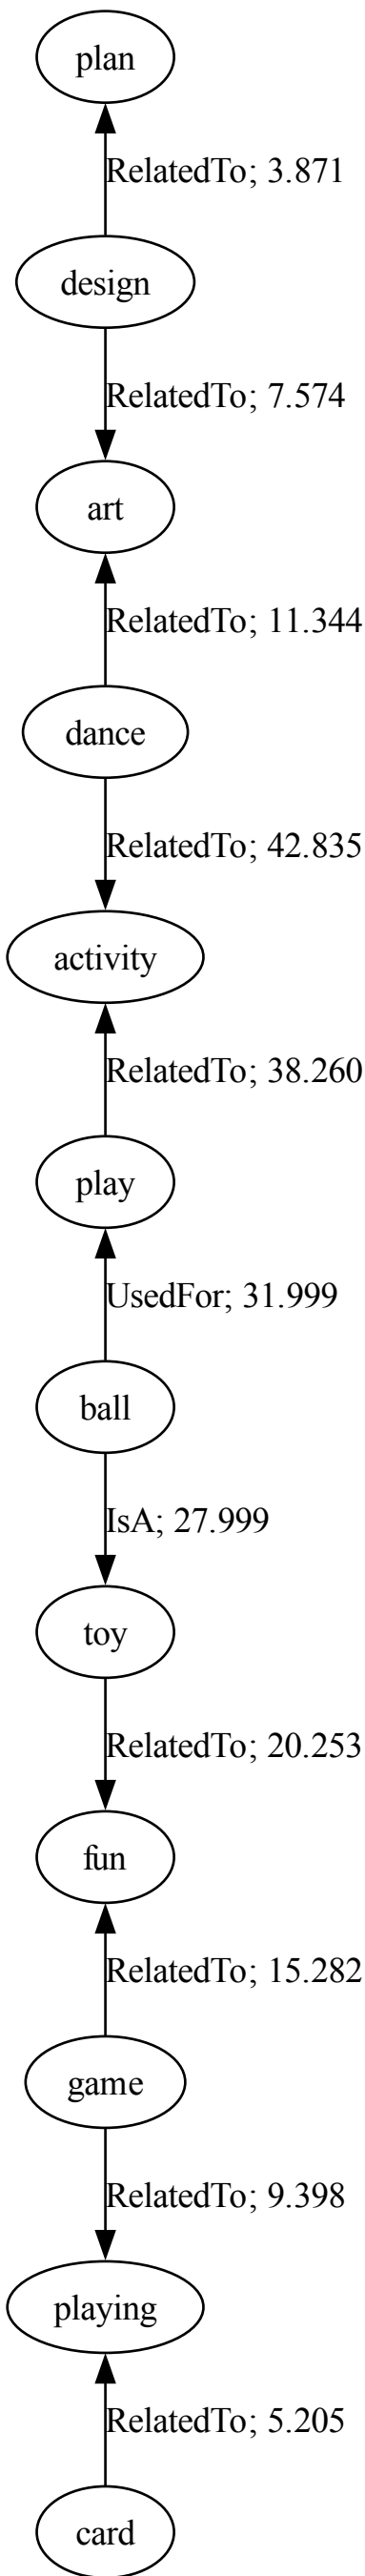 plan
RelatedTo; 3.871
design
RelatedTo; 7.574
art
RelatedTo; 11.344
dance
RelatedTo; 42.835
activity
RelatedTo; 38.260
play
UsedFor; 31.999
ball
IsA; 27.999
toy
RelatedTo; 20.253
fun
RelatedTo; 15.282
game
RelatedTo; 9.398
playing
RelatedTo; 5.205
card